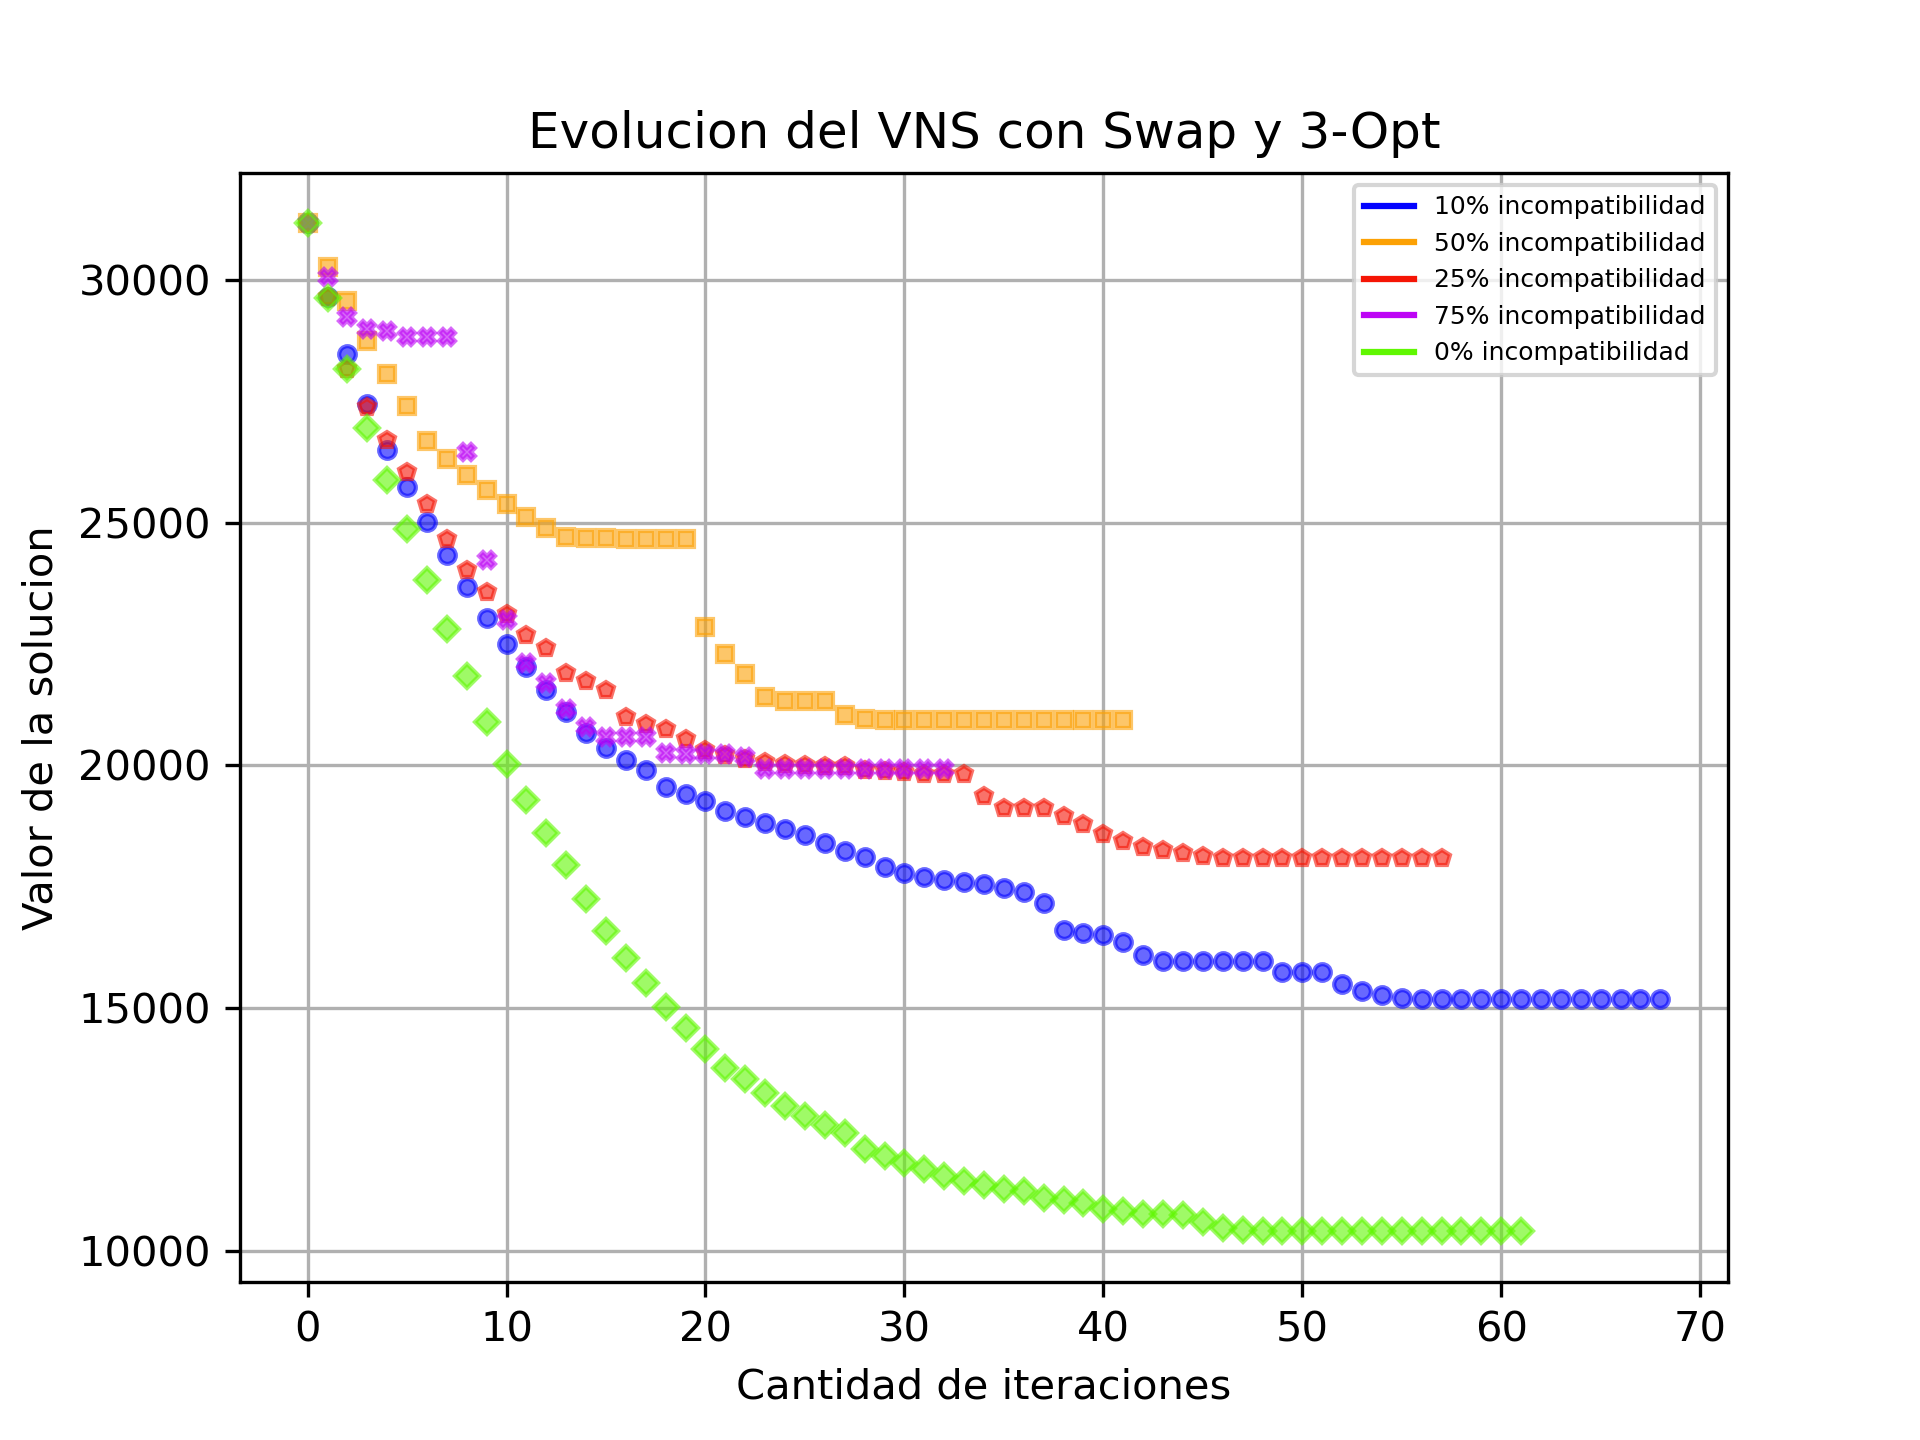 Evolucion del VNS con Swap y 3-Opt
10% incompatibilidad
50% incompatibilidad
25% incompatibilidad
75% incompatibilidad
0% incompatibilidad
Valor de la solucion
30000
25000
20000
15000
10000
0 10 20 30 40 50 60 70
Cantidad de iteraciones